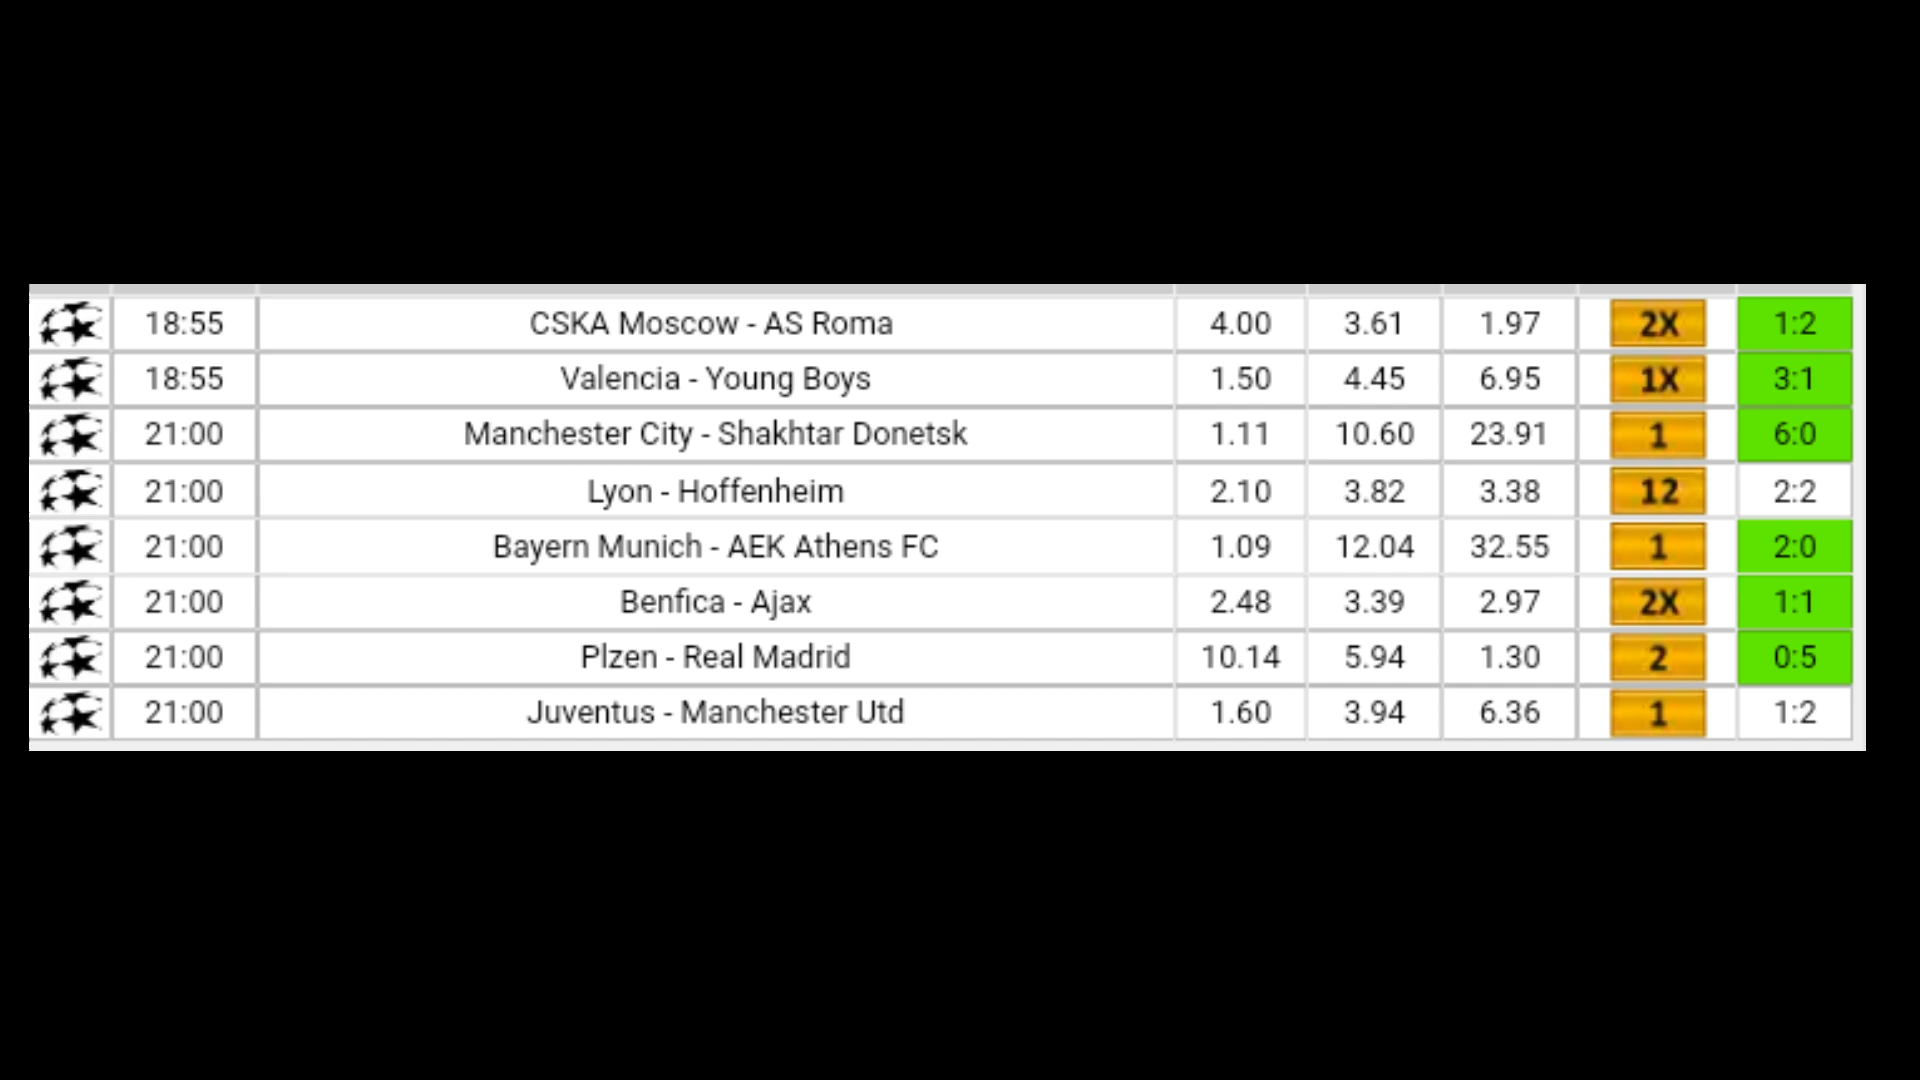 18:55 CSKA Moscow - AS Roma 4.00 3.61 1.97 2X 1:2
18:55 Valencia - Young Boys 1.50 4.45 6.95 1X 3:1
21:00 Manchester City - Shakhtar Donetsk 1.11 10.60 23.91 1 6:0
21:00 Lyon - Hoffenheim 2.10 3.82 3.38 12 2:2
21:00 Bayern Munich - AEK Athens FC 1.09 12.04 32.55 1 2:0
21:00 Benfica - Ajax 2.48 3.39 2.97 2X 1:1
21:00 Plzen - Real Madrid 10.14 5.94 1.30 2 0:5
21:00 Juventus - Manchester Utd 1.60 3.94 6.36 1 1:2